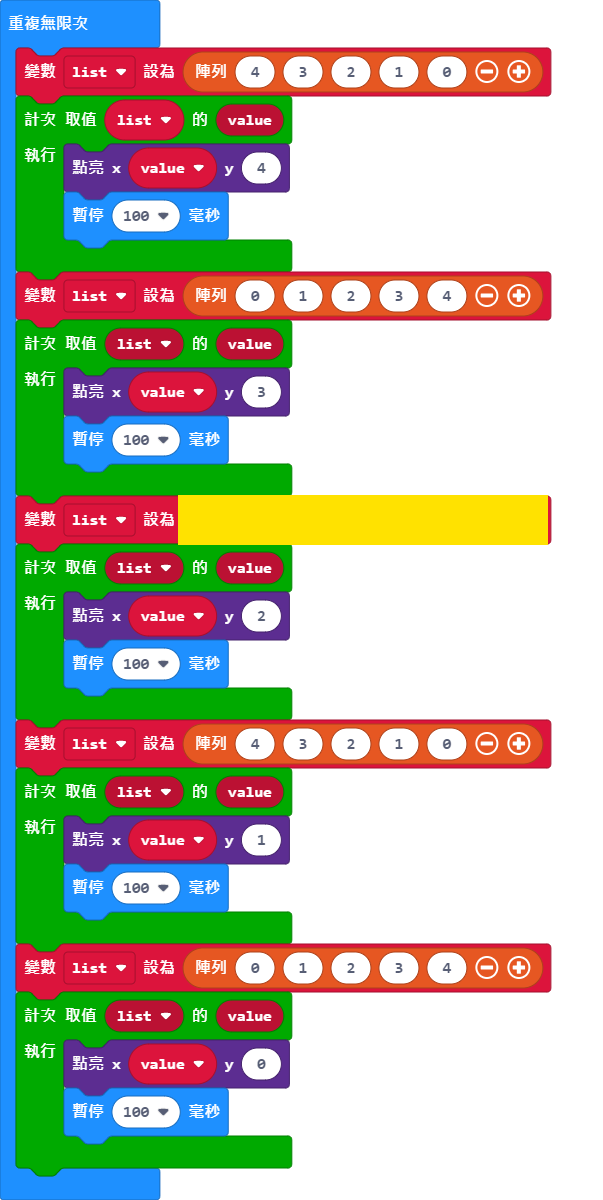 重複無限次
變數 list 設為 陣列 4 3 2 1 0
計次 取值 list 的 value
執行 點亮 x value y 4
暫停 100 毫秒
變數 list 設為 陣列 0 1 2 3 4
計次 取值 list 的 value
執行 點亮 x value y 3
暫停 100 毫秒
變數 list 設為
計次 取值 list 的 value
執行 點亮 x value y 2
暫停 100 毫秒
變數 list 設為 陣列 4 3 2 1 0
計次 取值 list 的 value
執行 點亮 x value y 1
暫停 100 毫秒
變數 list 設為 陣列 0 1 2 3 4
計次 取值 list 的 value
執行 點亮 x value y 0
暫停 100 毫秒